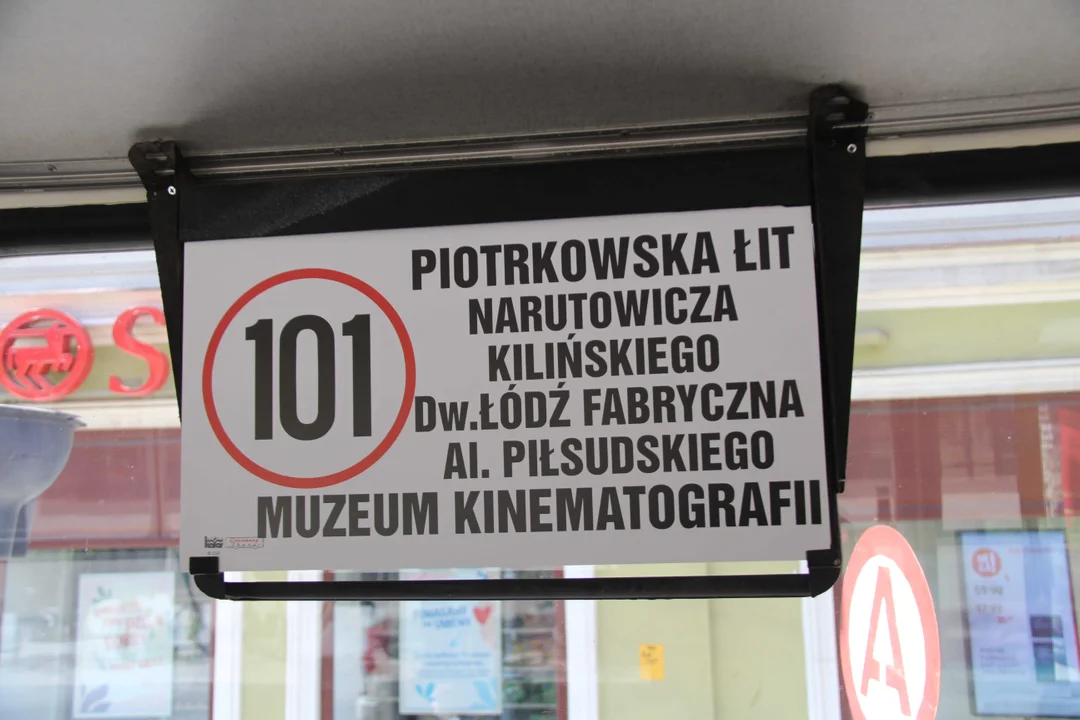 101
PIOTRKOWSKA ŁIT
NARUTOWICZA
KILIŃSKIEGO
Dw.ŁÓDŹ FABRYCZNA
Al. PIŁSUDSKIEGO
MUZEUM KINEMATOGRAFII
S
A